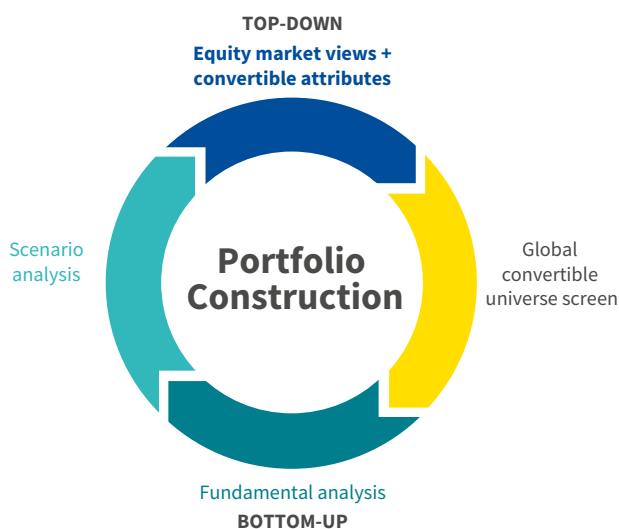 TOP-DOWN
Equity market views +
convertible attributes
Scenario
analysis
Portfolio
Construction
Global
convertible
universe screen
Fundamental analysis
BOTTOM-UP